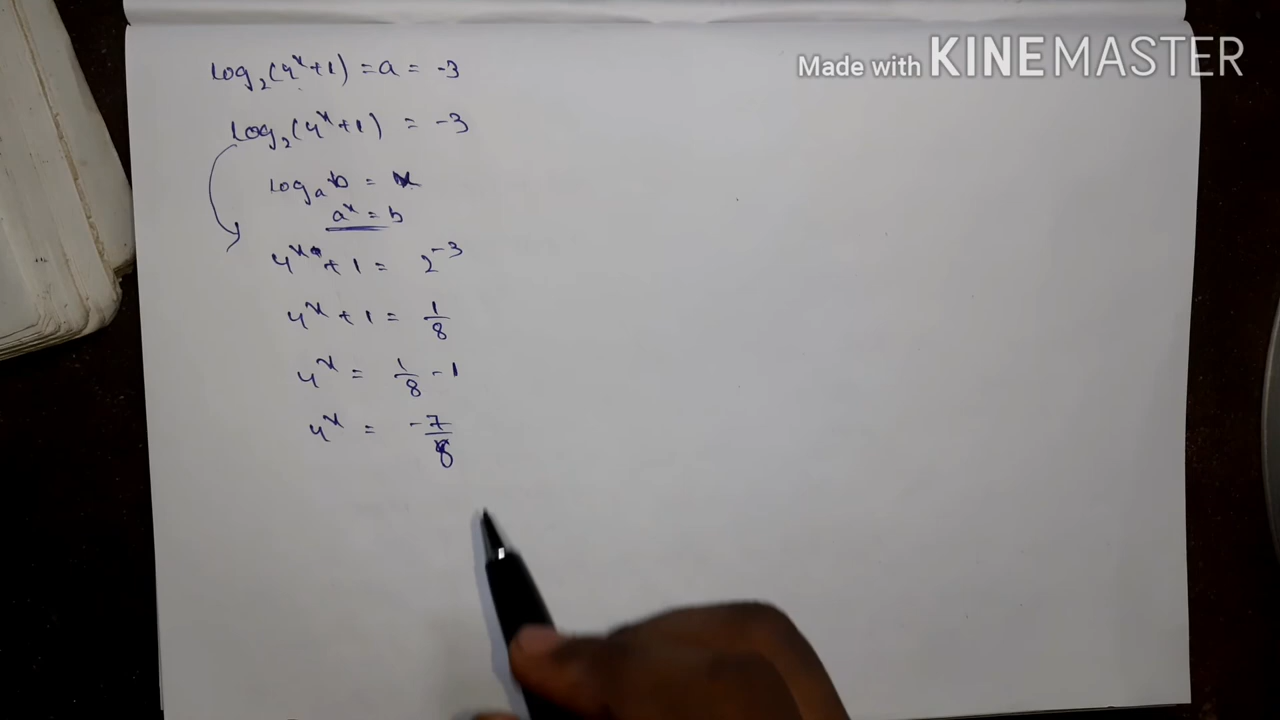 log₂(4ˣ+1) = a = -3
Made with KINEMASTER
log₂(4ˣ+1) = -3
logₐb = x
aˣ = b
4ˣ + 1 = 2⁻³
4ˣ + 1 = 1/8
4ˣ = 1/8 - 1
4ˣ = -7/8